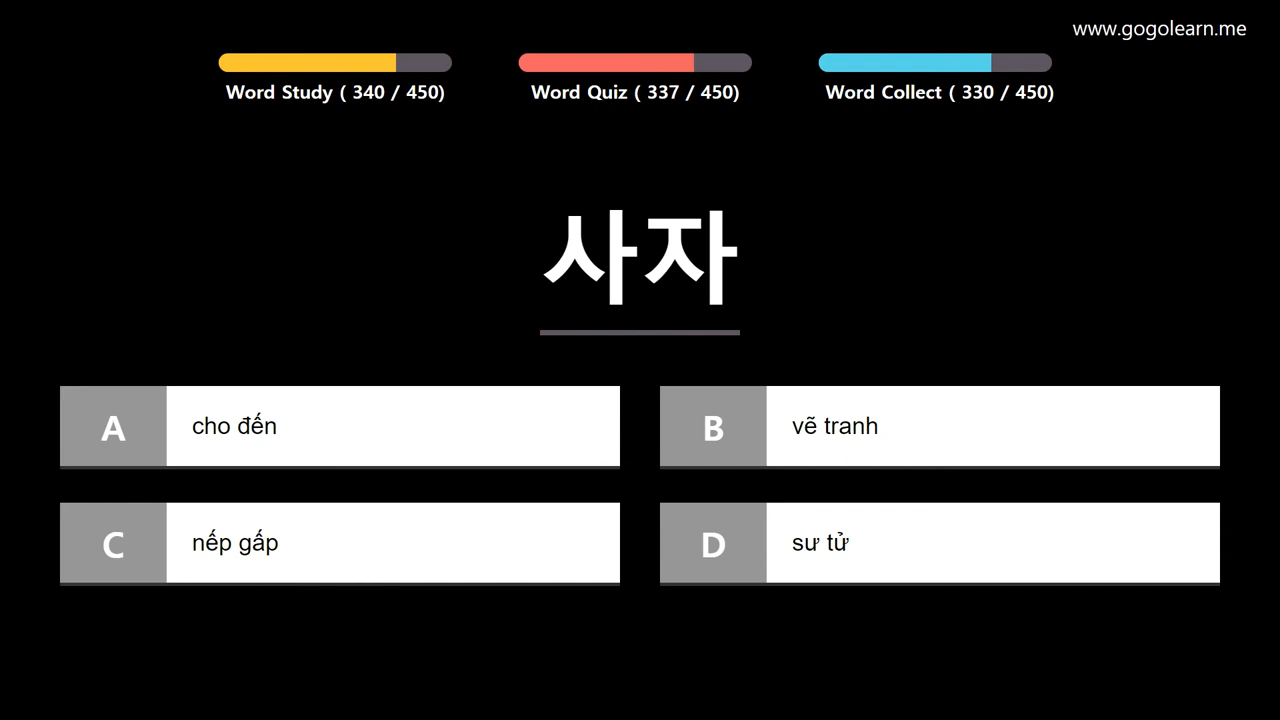 www.gogolearn.me
Word Study ( 340 / 450)
Word Quiz ( 337 / 450)
Word Collect ( 330 / 450)
사자
A cho đến
B vẽ tranh
C nếp gấp
D sư tử